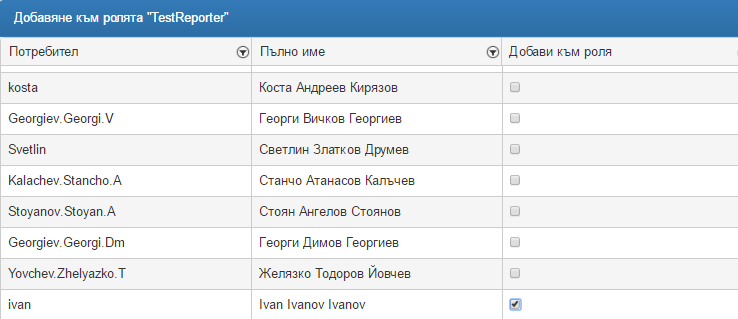 Добавяне към ролята "TestReporter"
Потребител Пълно име Добави към роля
kosta Коста Андреев Кирязов
Georgiev.Georgi.V Георги Вичков Георгиев
Svetlin Светлин Златков Друмев
Kalachev.Stancho.A Станчо Атанасов Калъчев
Stoyanov.Stoyan.A Стоян Ангелов Стоянов
Georgiev.Georgi.Dm Георги Димов Георгиев
Yovchev.Zhelyazko.T Желязко Тодоров Йовчев
ivan Ivan Ivanov Ivanov